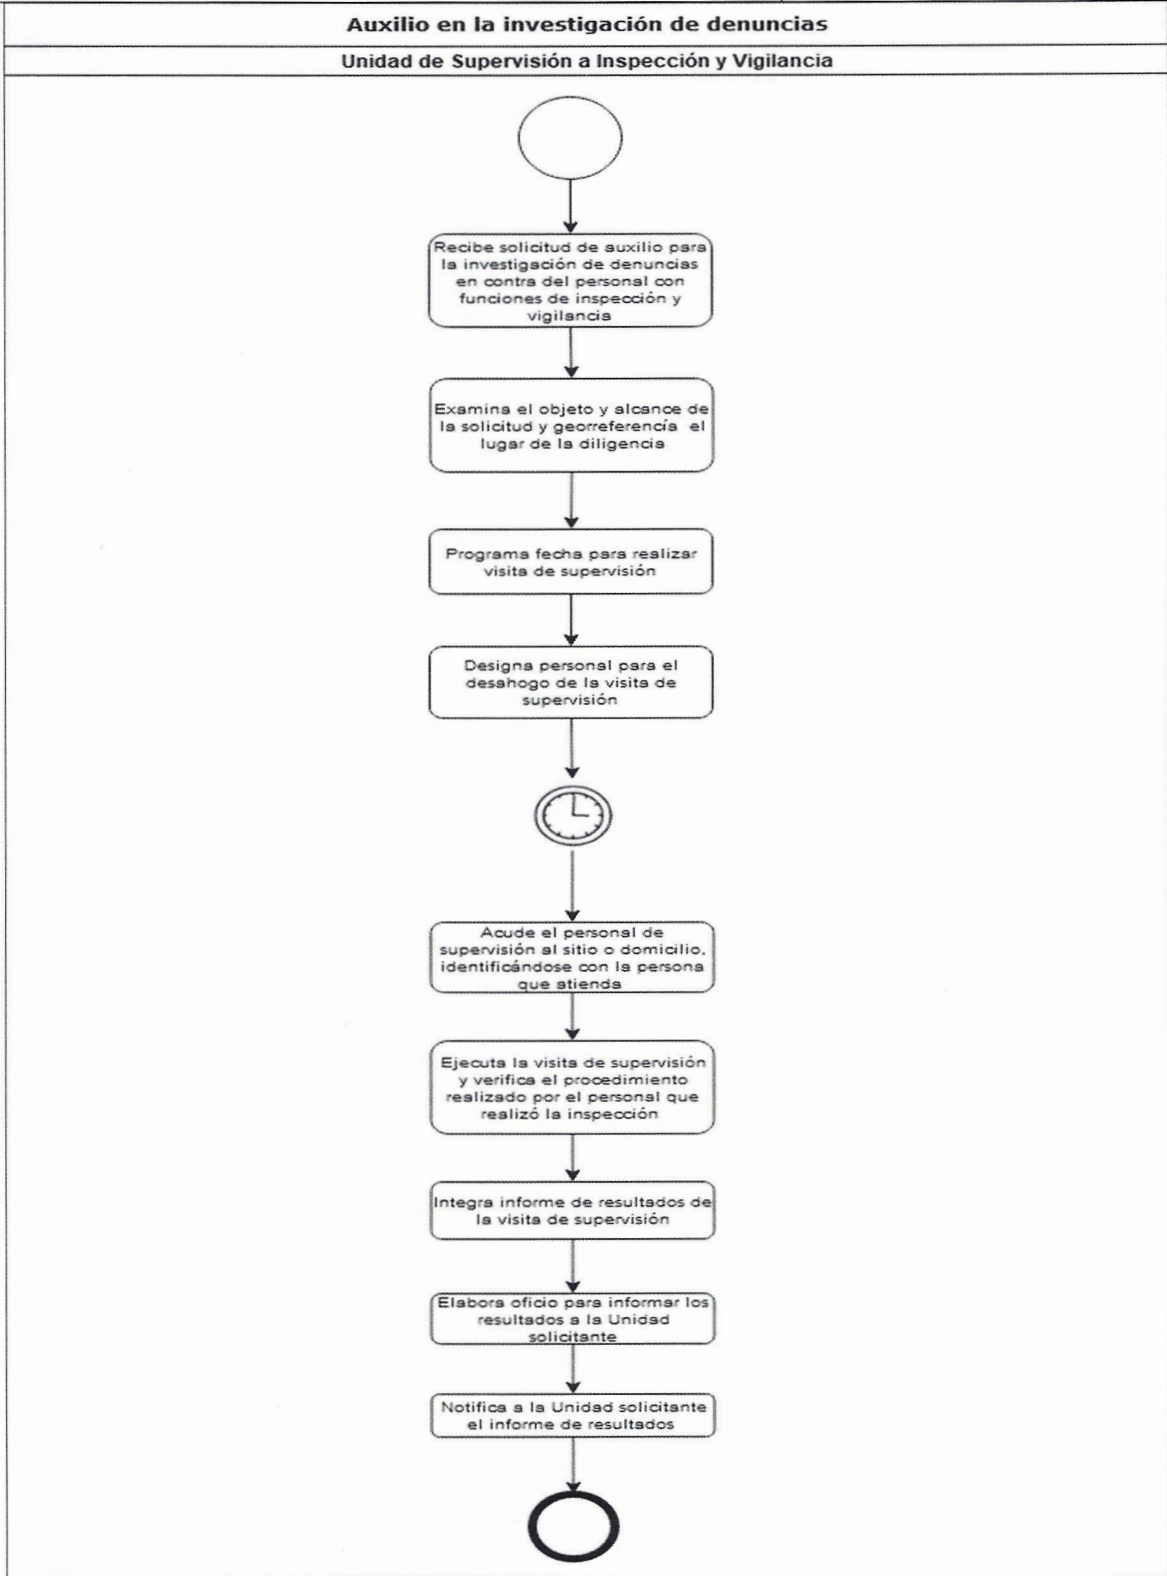 Auxilio en la investigación de denuncias
Unidad de Supervisión a Inspección y Vigilancia
Recibe solicitud de auxilio para
la investigación de denuncias
en contra del personal con
funciones de inspección y
vigilancia
Examina el objeto y alcance de
la solicitud y georreferencía el
lugar de la diligencia
Programa fecha para realizar
visita de supervisión
Designa personal para el
desahogo de la visita de
supervisión
Acude el personal de
supervisión al sitio o domicilio,
identificándose con la persona
que atienda
Ejecuta la visita de supervisión
y verifica el procedimiento
realizado por el personal que
realizó la inspección
Integra informe de resultados de
la visita de supervisión
Elabora oficio para informar los
resultados a la Unidad
solicitante
Notifica a la Unidad solicitante
el informe de resultados